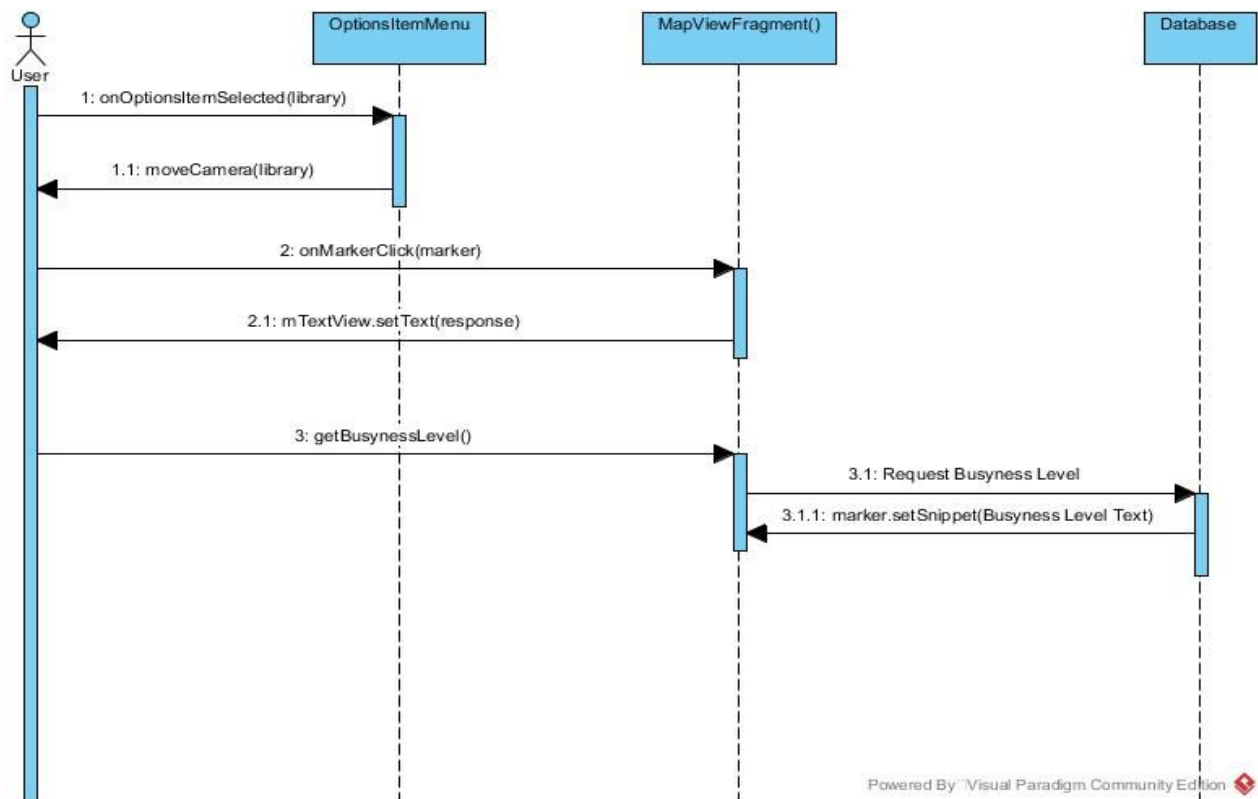 OptionsItemMenu
MapViewFragment()
Database
User
1: onOptionsItemSelected(library)
1.1: moveCamera(library)
2: onMarkerClick(marker)
2.1: mTextView.setText(response)
3: getBusynessLevel()
3.1: Request Busyness Level
3.1.1: marker.setSnippet(Busyness Level Text)
Powered By Visual Paradigm Community Edition